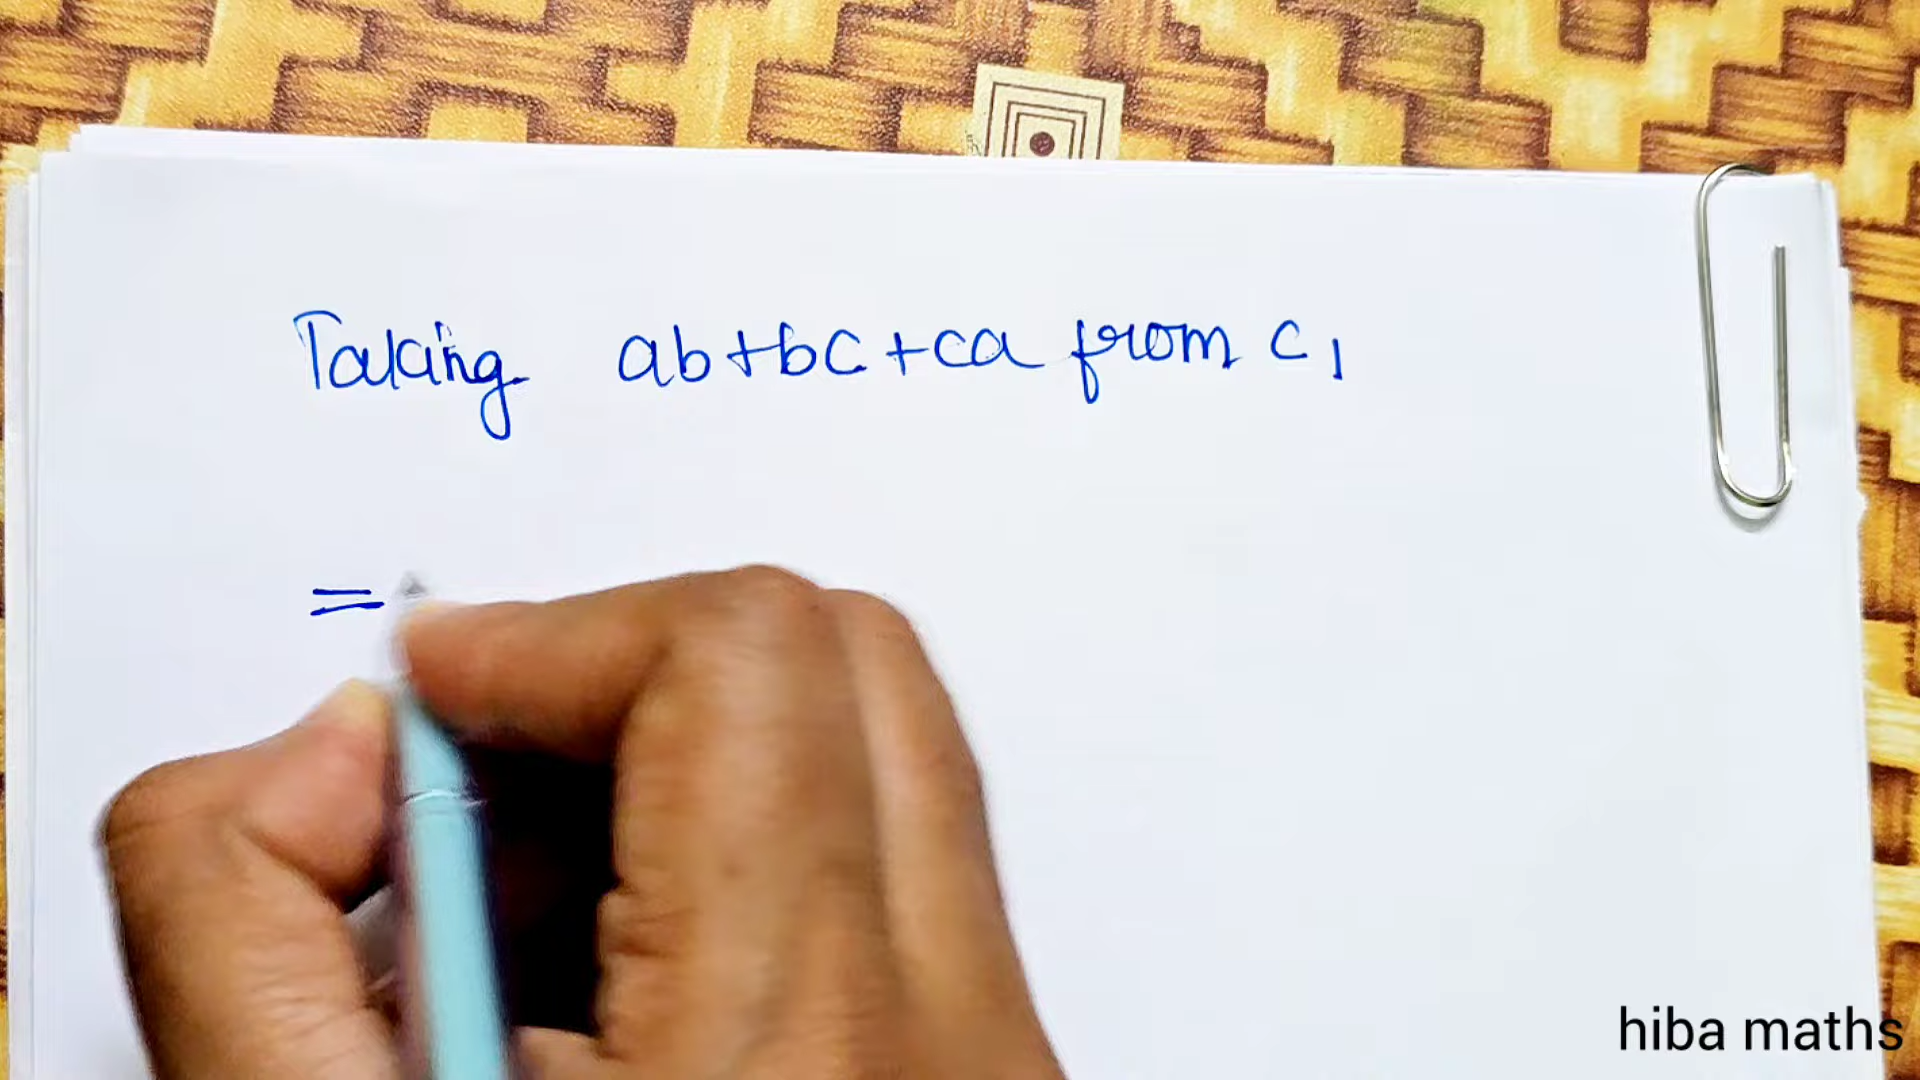 Taking ab+bc+ca from c₁
=
hiba maths